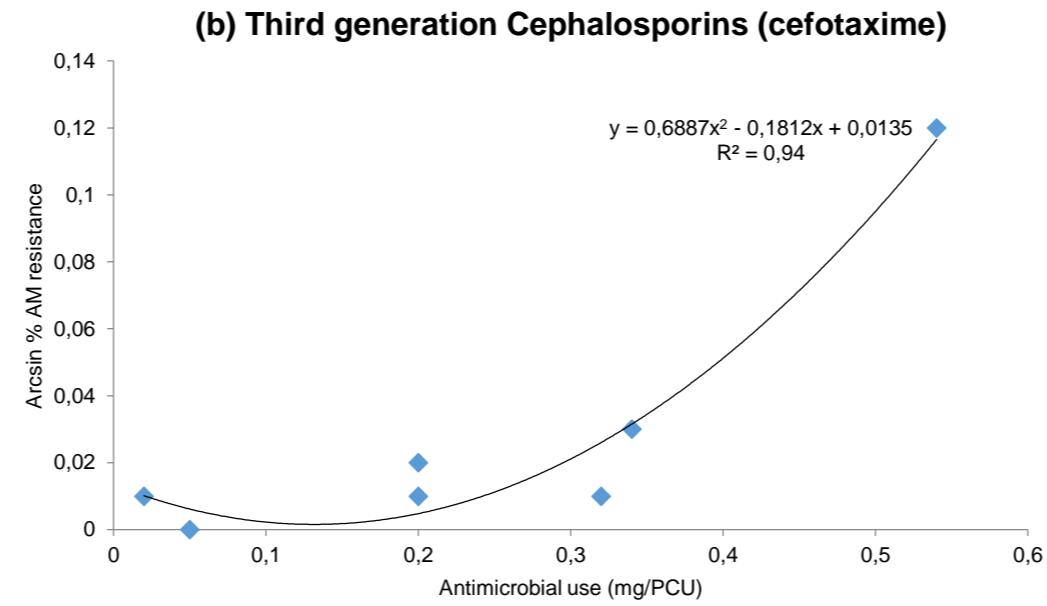 (b) Third generation Cephalosporins (cefotaxime)
0,14
0,12
0,1
0,08
0,06
0,04
0,02
0
Arcsin % AM resistance
y = 0,6887x² - 0,1812x + 0,0135
R² = 0,94
0 0,1 0,2 0,3 0,4 0,5 0,6
Antimicrobial use (mg/PCU)